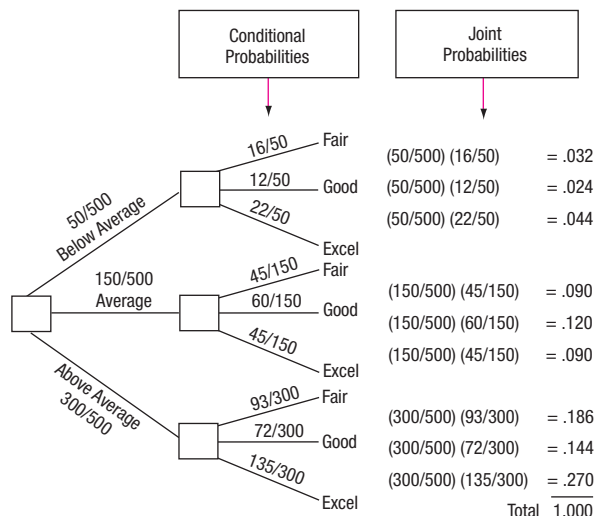 Conditional
Probabilities
Joint
Probabilities
16/50 Fair
(50/500) (16/50) = .032
12/50 Good
(50/500) (12/50) = .024
22/50 Excel
(50/500) (22/50) = .044
50/500
Below Average
45/150 Fair
(150/500) (45/150) = .090
150/500
Average
60/150 Good
(150/500) (60/150) = .120
45/150 Excel
(150/500) (45/150) = .090
Above Average
300/500
93/300 Fair
(300/500) (93/300) = .186
72/300 Good
(300/500) (72/300) = .144
135/300 Excel
(300/500) (135/300) = .270
Total 1.000